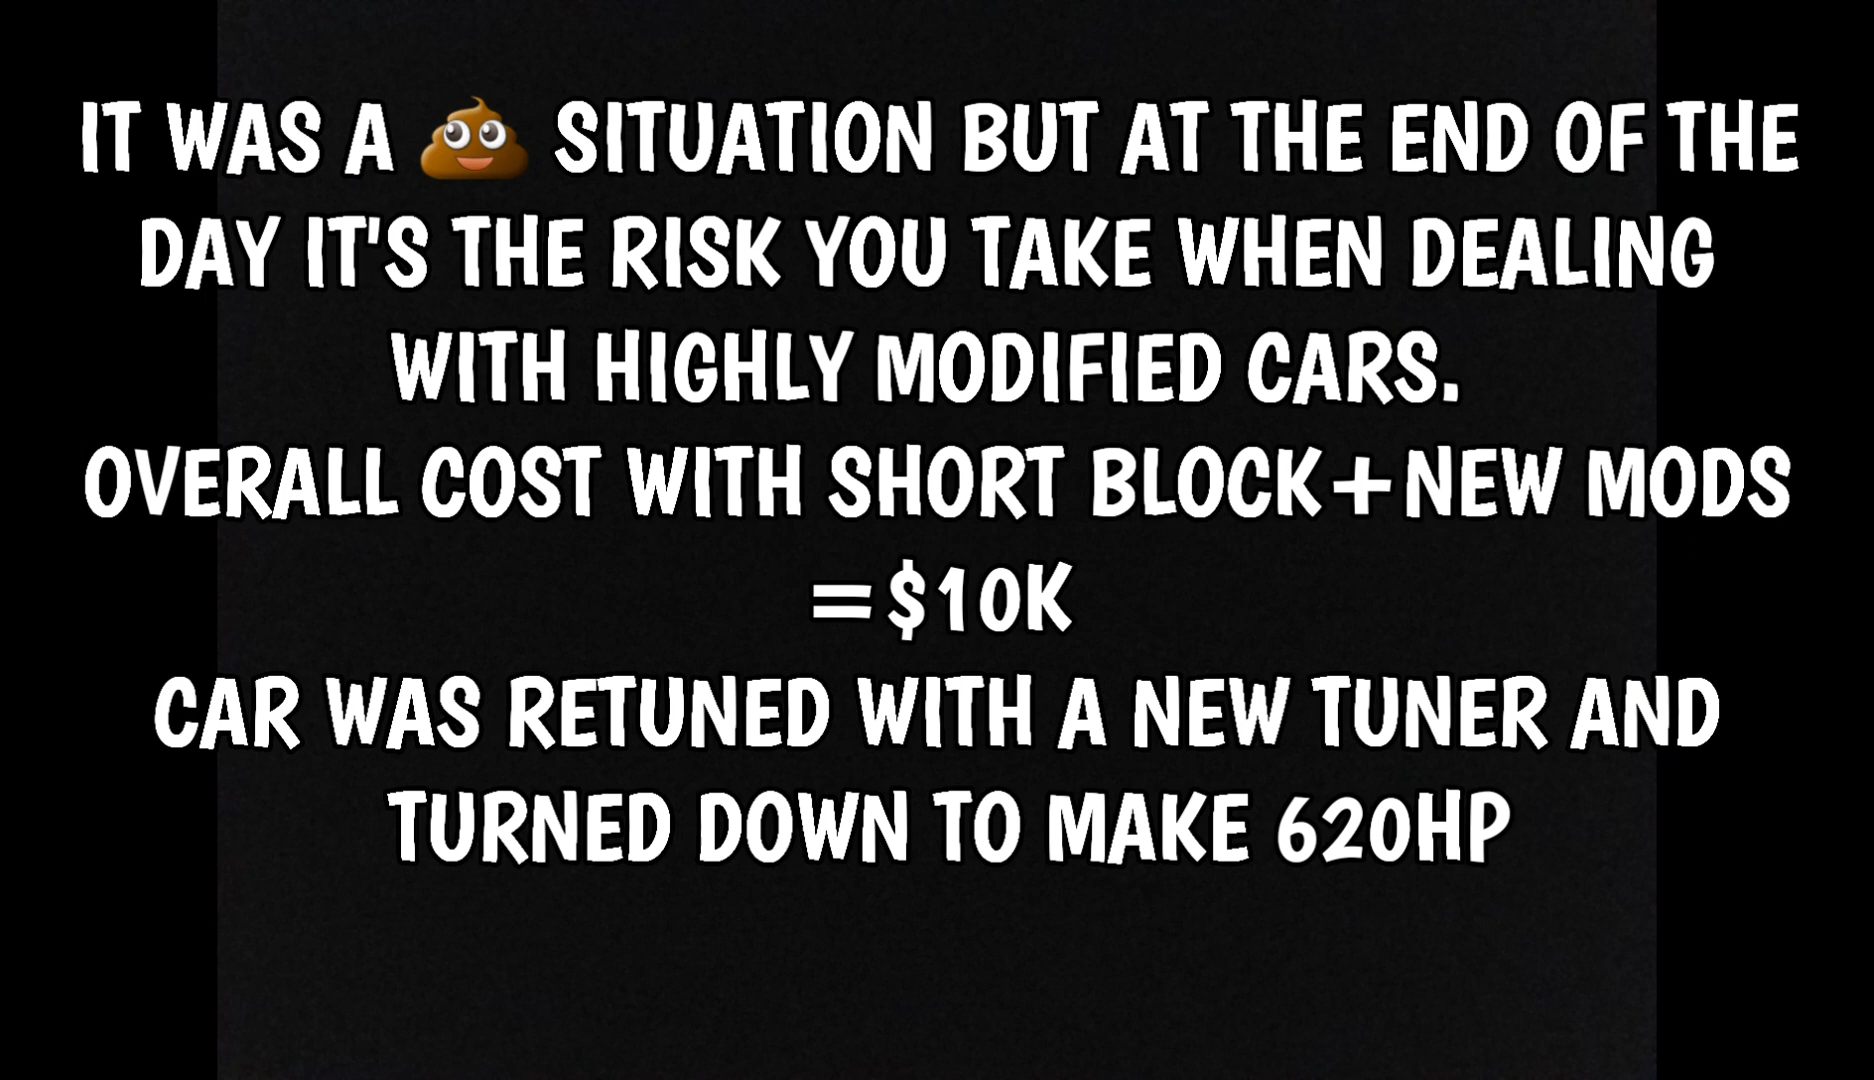 IT WAS A 💩 SITUATION BUT AT THE END OF THE
DAY IT'S THE RISK YOU TAKE WHEN DEALING
WITH HIGHLY MODIFIED CARS.
OVERALL COST WITH SHORT BLOCK+NEW MODS
=$10K
CAR WAS RETUNED WITH A NEW TUNER AND
TURNED DOWN TO MAKE 620HP